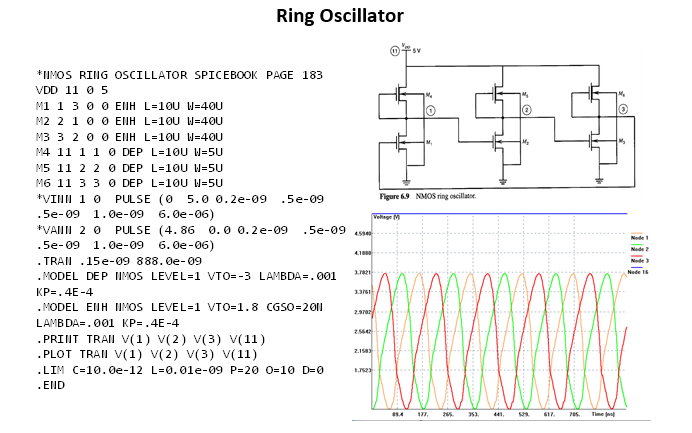 Ring Oscillator
*NMOS RING OSCILLATOR SPICEBOOK PAGE 183
VDD 11 0 5
M1 1 3 0 0 ENH L=10U W=40U
M2 2 1 0 0 ENH L=10U W=40U
M3 3 2 0 0 ENH L=10U W=40U
M4 11 1 1 0 DEP L=10U W=5U
M5 11 2 2 0 DEP L=10U W=5U
M6 11 3 3 0 DEP L=10U W=5U
*VINN 1 0 PULSE (0 5.0 0.2e-09 .5e-09
.5e-09 1.0e-09 6.0e-06)
*VANN 2 0 PULSE (4.86 0.0 0.2e-09 .5e-09
.5e-09 1.0e-09 6.0e-06)
.TRAN .15e-09 888.0e-09
.MODEL DEP NMOS LEVEL=1 VTO=-3 LAMBDA=.001
KP=.4E-4
.MODEL ENH NMOS LEVEL=1 VTO=1.8 CGSO=20N
LAMBDA=.001 KP=.4E-4
.PRINT TRAN V(1) V(2) V(3) V(11)
.PLOT TRAN V(1) V(2) V(3) V(11)
.LIM C=10.0e-12 L=0.01e-09 P=20 O=10 D=0
.END
11 VDD 5 V
M4 M5 M6
1 2 3
M1 M2 M3
Figure 6.9 NMOS ring oscillator.
Voltage (V)
4.5940
4.1880
3.7821
3.3761
2.9702
2.5642
2.1583
1.7523
Node 1
Node 2
Node 3
Node 16
89.4 177. 265. 353. 441. 529. 617. 705. Time (ns)